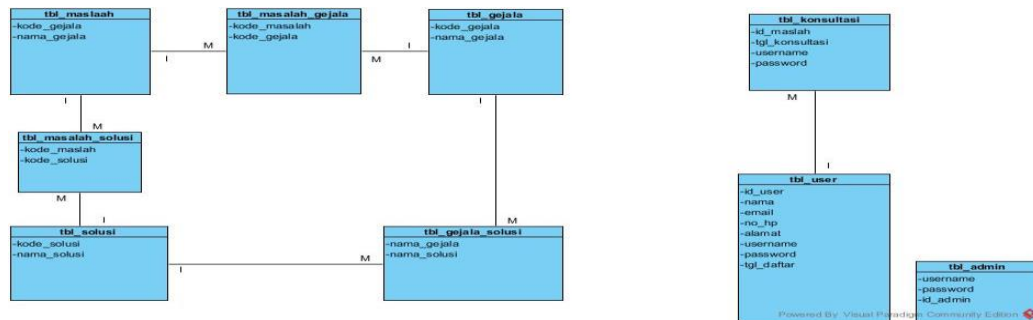 tbl_maslaah
-kode_gejala
-nama_gejala
tbl_masalah_gejala
-kode_masalah
-kode_gejala
tbl_gejala
-kode_gejala
-nama_gejala
M
I
I
M
I
M
I
tbl_masalah_solusi
-kode_maslah
-kode_solusi
M
I
tbl_solusi
-kode_solusi
-nama_solusi
I
M
M
tbl_gejala_solusi
-nama_gejala
-nama_solusi
tbl_konsultasi
-id_maslah
-tgl_konsultasi
-username
-password
M
I
tbl_user
-id_user
-nama
-email
-no_hp
-alamat
-username
-password
-tgl_daftar
tbl_admin
-username
-password
-id_admin
Powered By Visual Paradigm Community Edition